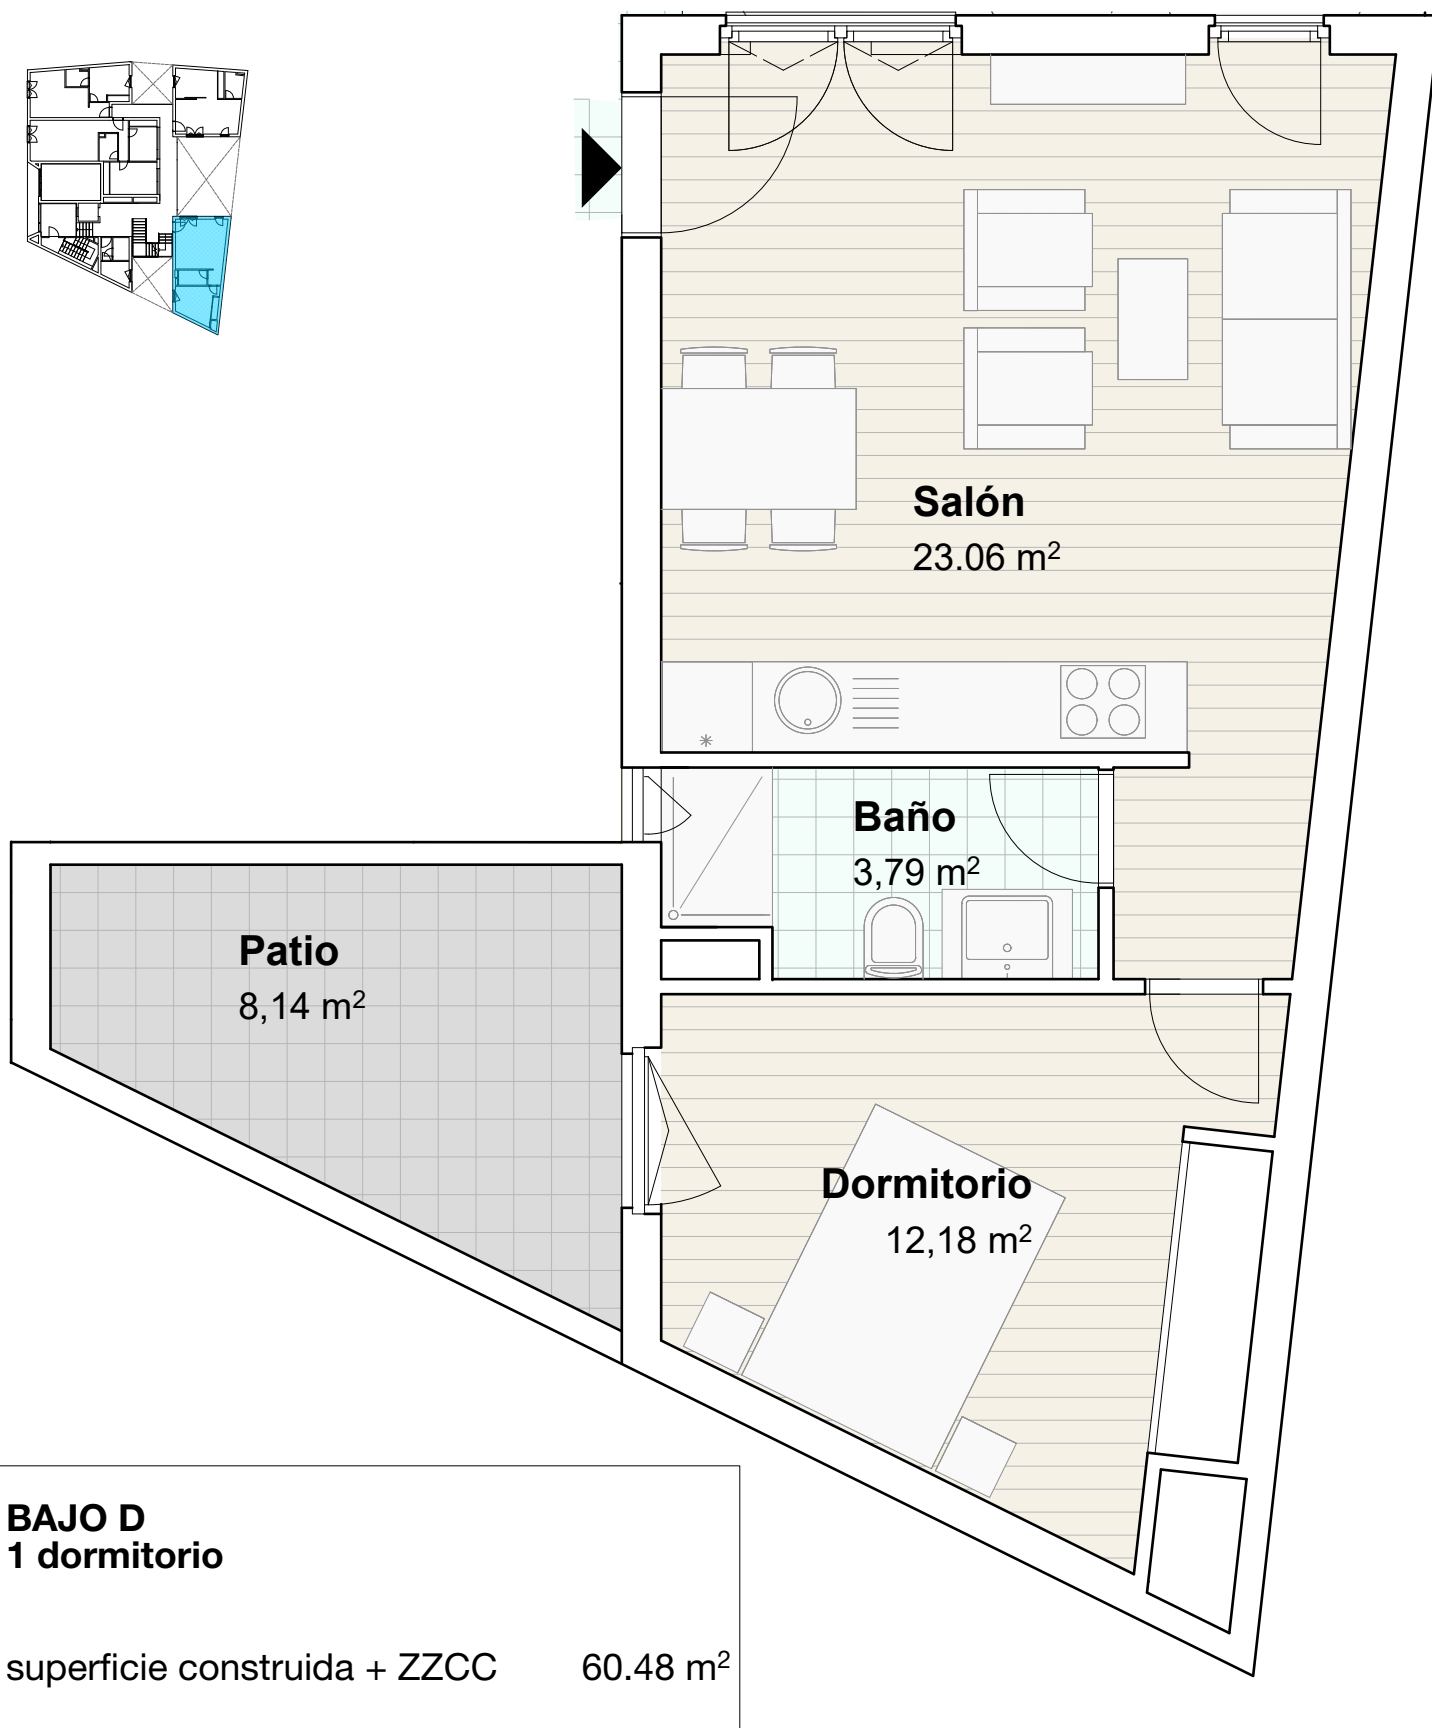 Salón
23.06 m²
Baño
3,79 m²
Patio
8,14 m²
Dormitorio
12,18 m²
BAJO D
1 dormitorio
superficie construida + ZZCC 60.48 m²